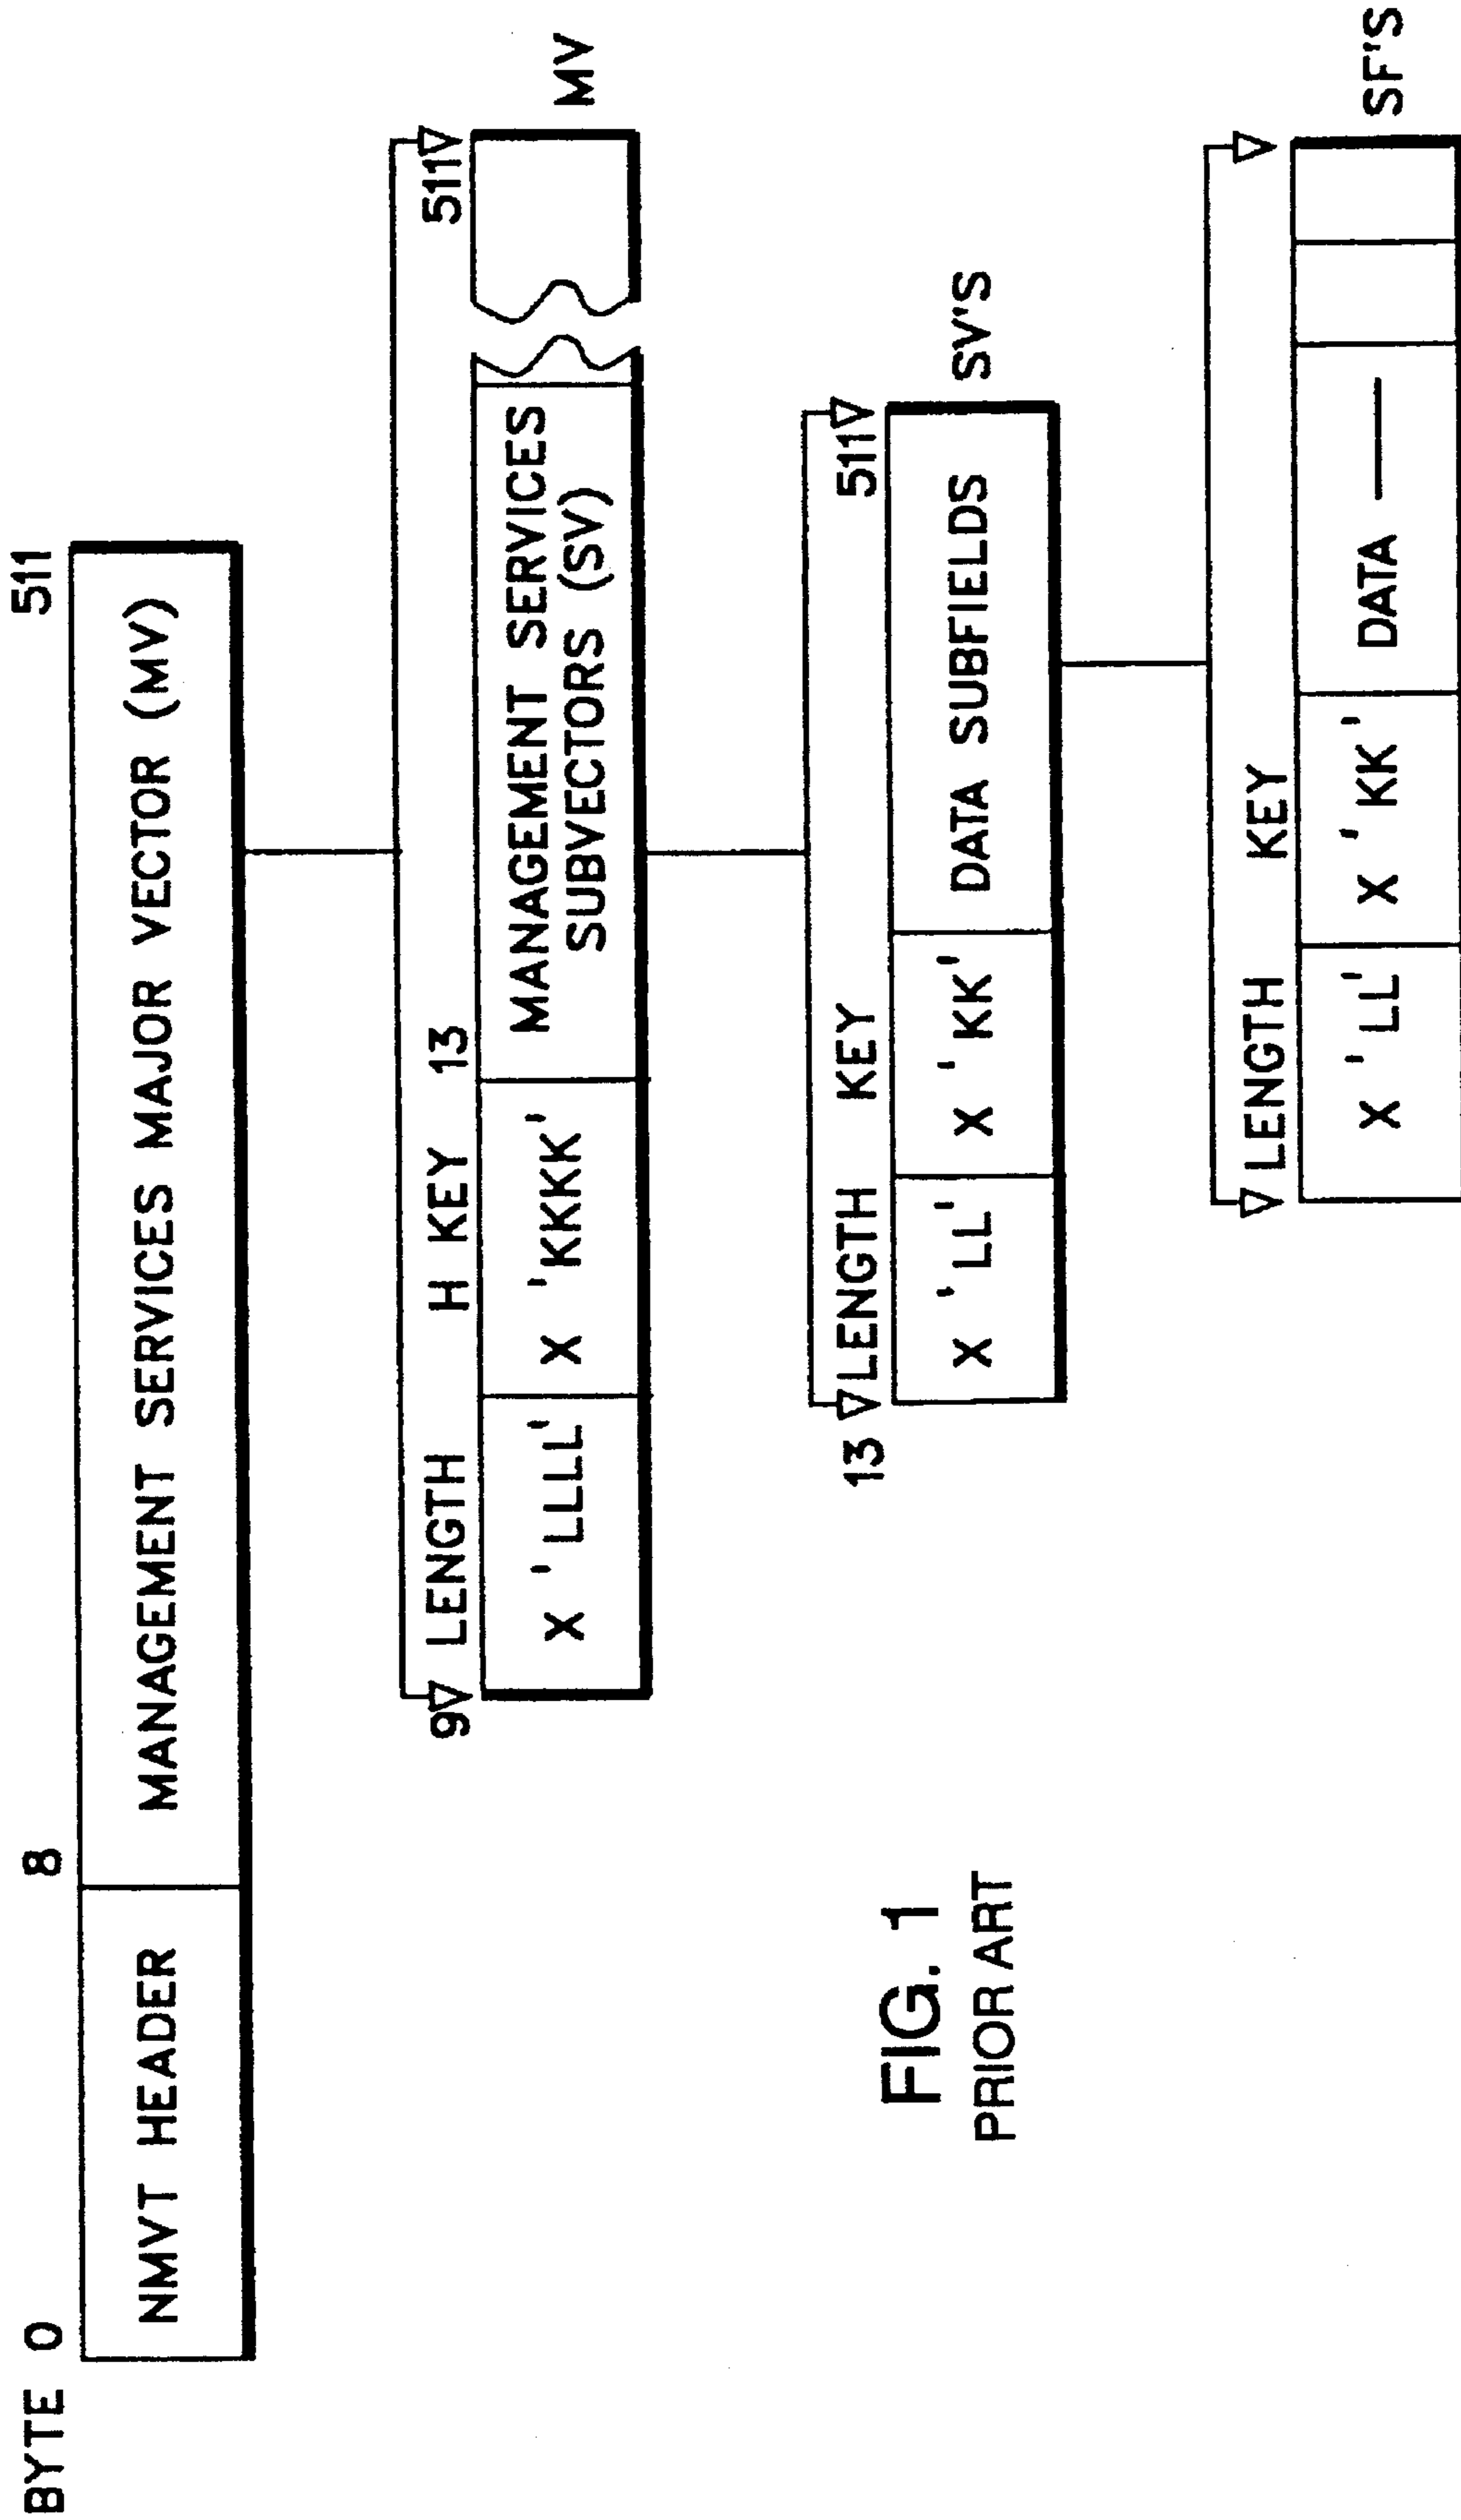 BYTE 0 8 511
NMVT HEADER MANAGEMENT SERVICES MAJOR VECTOR (MV)
9 LENGTH H KEY 13 511
X 'LLLL' X 'KKKK' MANAGEMENT SERVICES
SUBVECTORS (SV)
MV
13 LENGTH KEY 511
X 'LL' X 'KK' DATA SUBFIELDS
SV'S
FIG. 1
PRIOR ART
LENGTH KEY
X 'LL' X 'KK' DATA
SF'S